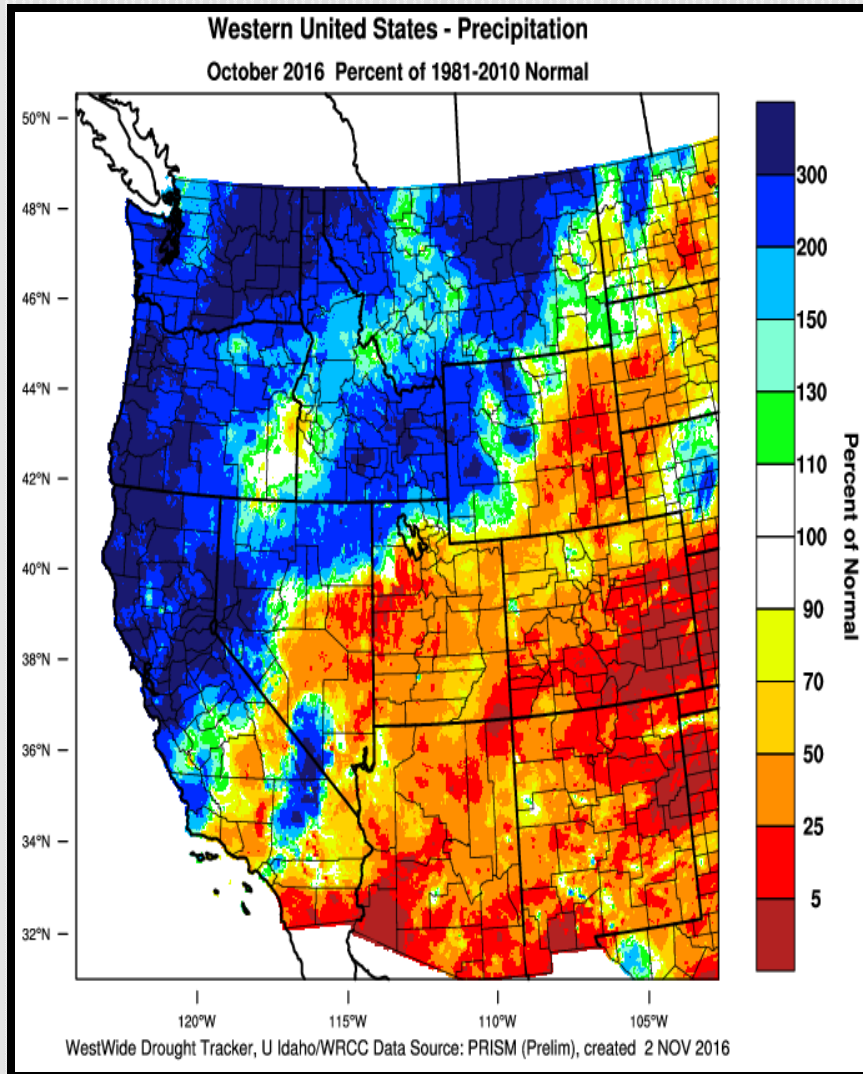 Western United States - Precipitation
October 2016 Percent of 1981-2010 Normal
50°N
48°N
46°N
44°N
42°N
40°N
38°N
36°N
34°N
32°N
120°W
115°W
110°W
105°W
300
200
150
130
110
100
90
70
50
25
5
Percent of Normal
WestWide Drought Tracker, U Idaho/WRCC Data Source: PRISM (Prelim), created 2 NOV 2016